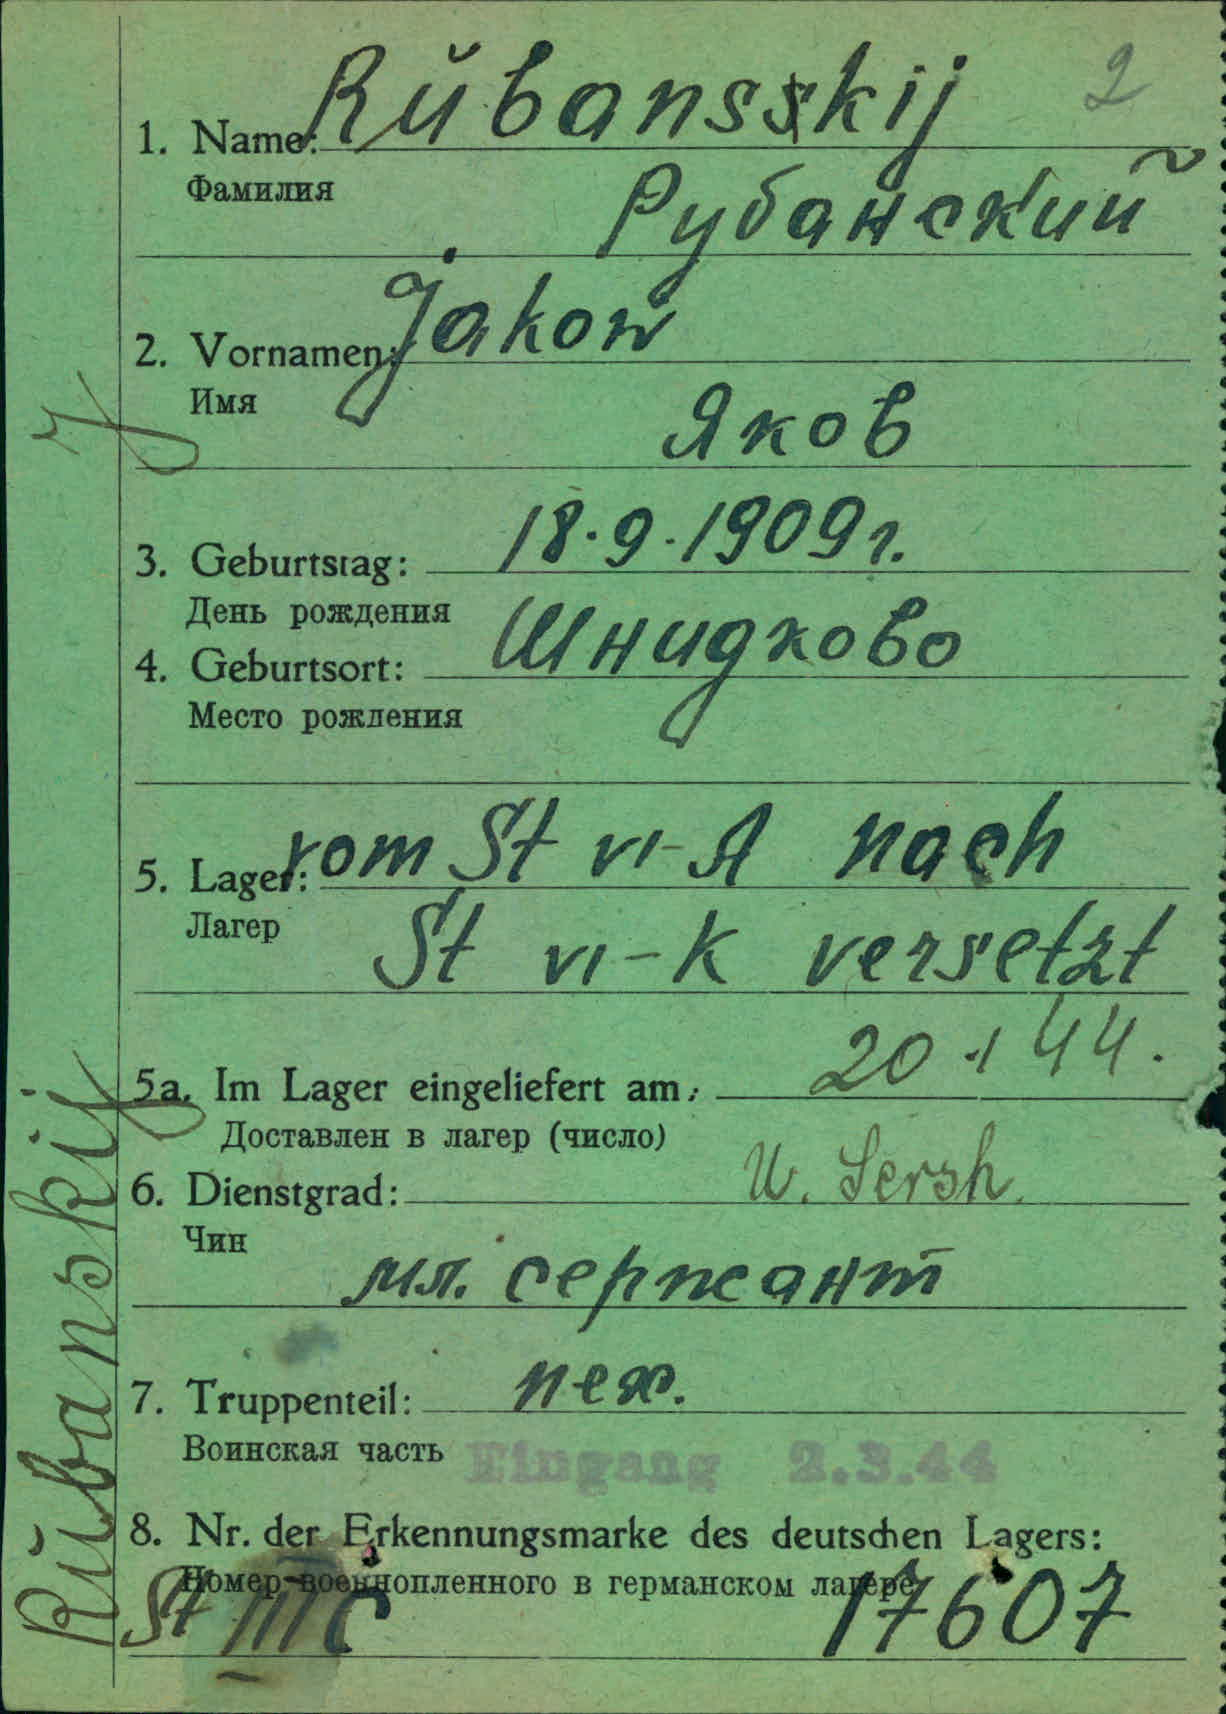 2
1. Name: Rŭbansskij
Фамилия
Рубанский
2. Vornamen: Jakow
Имя
Яков
3. Geburtstag: 18.9.1909 г.
День рождения
4. Geburtsort: Шнидково
Место рождения
5. Lager: vom St VI-A nach
Лагер
St VI-K versetzt
5a. Im Lager eingeliefert am: 20.1 44.
Доставлен в лагер (число)
6. Dienstgrad: U. Sersh.
Чин
мл. сержант
7. Truppenteil: пех.
Воинская часть
Eingang 2.3.44
8. Nr. der Erkennungsmarke des deutschen Lagers:
Номер военнопленного в германском лагере
St III C 17607
Rŭbanskij J